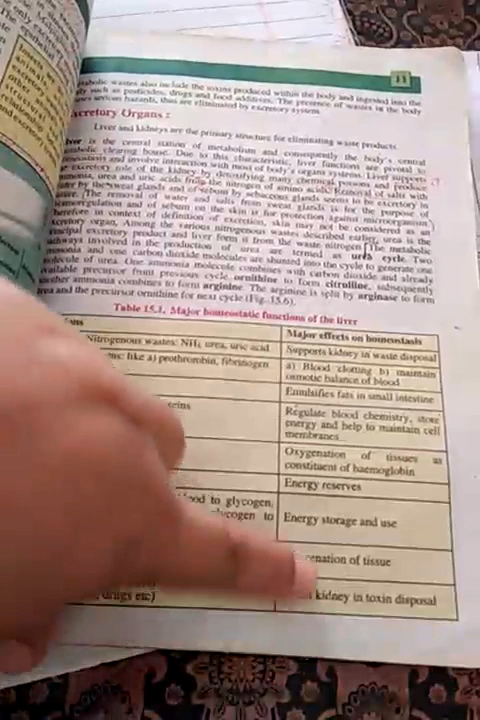 11
wastes also include the toxins produced within the body and ingested into the
such as pesticides, drugs and food additives. The presence of wastes in the body
hazards, thus are eliminated by excretory system.
Excretory Organs :
Liver and kidneys are the primary structure for eliminating waste products.
Liver is the central station of metabolism and consequently the body's central
metabolic clearing house. Due to this characteristic, liver functions are pivotal to
homeostasis and involve interaction with most of body's organs systems. Liver supports
excretory role of the kidney by detoxifying many chemical poisons and produce
ammonia, urea and uric acids from the nitrogen of amino acids. Removal of salts with
water by the sweat glands and of sebum by sebaceous glands seems to be excretory in
nature. The removal of water and salts from sweat glands is for the purpose of
thermoregulation and of sebum on the skin is for protection against microorganism.
Therefore in context of definition of excretion, skin may not be considered as an
excretory organ. Among the various nitrogenous wastes described earlier, urea is the
principal excretory product and liver form it from the waste nitrogen. The metabolic
pathways involved in the production of urea are termed as urea cycle. Two
ammonia and one carbon dioxide molecules are shunted into the cycle to generate one
molecule of urea. One ammonia molecule combines with carbon dioxide and already
available precursor from previous cycle, ornithine to form citrulline, subsequently
another ammonia combines to form arginine. The arginine is split by arginase to form
urea and the precursor ornithine for next cycle (Fig. 15.6).
Table 15.1. Major homeostatic functions of the liver
Major effects on homeostasis
Nitrogenous wastes: NH₃, urea, uric acid
Supports kidney in waste disposal
like a) prothrombin, fibrinogen
a) Blood clotting b) maintain
osmotic balance of blood
Emulsifies fats in small intestine
Regulate blood chemistry, store
energy and help to maintain cell
membranes
Oxygenation of tissues as
constituent of haemoglobin
Energy reserves
to glycogen,
glycogen to
Energy storage and use
of tissue
drugs etc)
kidney in toxin disposal